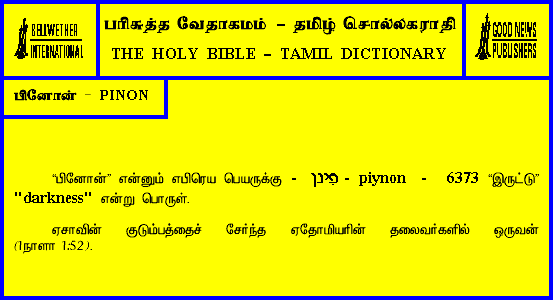 BELLWETHER
INTERNATIONAL
பரிசுத்த வேதாகமம் – தமிழ் சொல்லகராதி
THE HOLY BIBLE – TAMIL DICTIONARY
GOOD NEWS
PUBLISHERS
பினோன் – PINON
“பினோன்” என்னும் எபிரெய பெயருக்கு - פִּינֹן - piynon - 6373 “இருட்டு”
"darkness" என்று பொருள்.
ஏசாவின் குடும்பத்தைச் சேர்ந்த ஏதோமியரின் தலைவர்களில் ஒருவன்
(1நாளா 1:52).